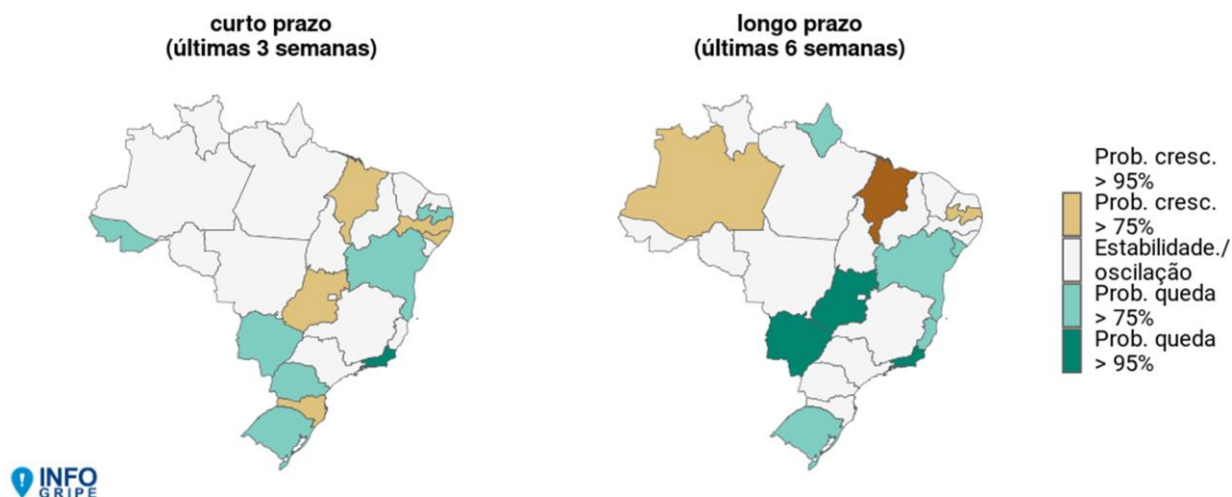 curto prazo
(últimas 3 semanas)
longo prazo
(últimas 6 semanas)
Prob. cresc.
> 95%
Prob. cresc.
> 75%
Estabilidade./
oscilação
Prob. queda
> 75%
Prob. queda
> 95%
INFO
GRIPE